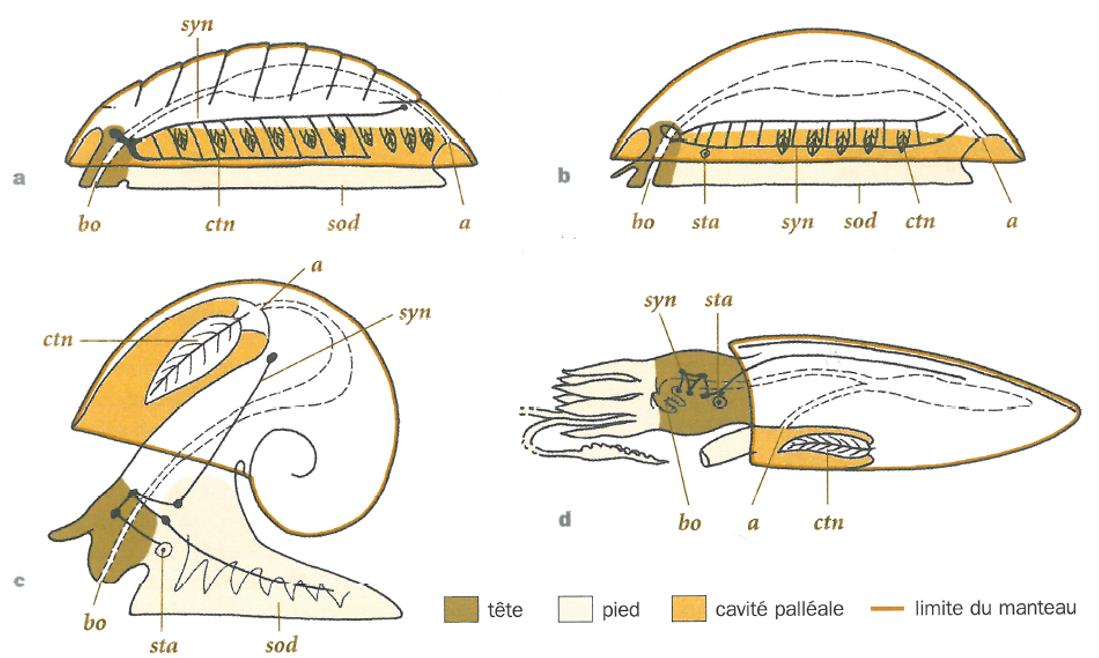 syn
a
bo
ctn
sod
a
b
bo
sta
syn
sod
ctn
a
a
syn
ctn
c
bo
sta
sod
syn
sta
d
bo
a
ctn
tête
pied
cavité palléale
limite du manteau